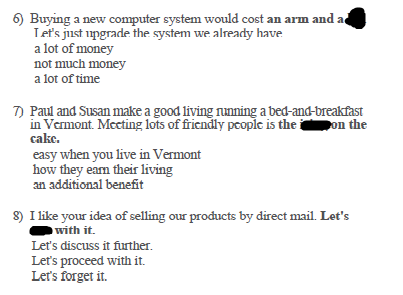 6) Buying a new computer system would cost an arm and a
Let's just upgrade the system we already have
a lot of money
not much money
a lot of time
7) Paul and Susan make a good living running a bed-and-breakfast
in Vermont. Meeting lots of friendly people is the on the
cake.
easy when you live in Vermont
how they earn their living
an additional benefit
8) I like your idea of selling our products by direct mail. Let's
with it.
Let's discuss it further.
Let's proceed with it.
Let's forget it.